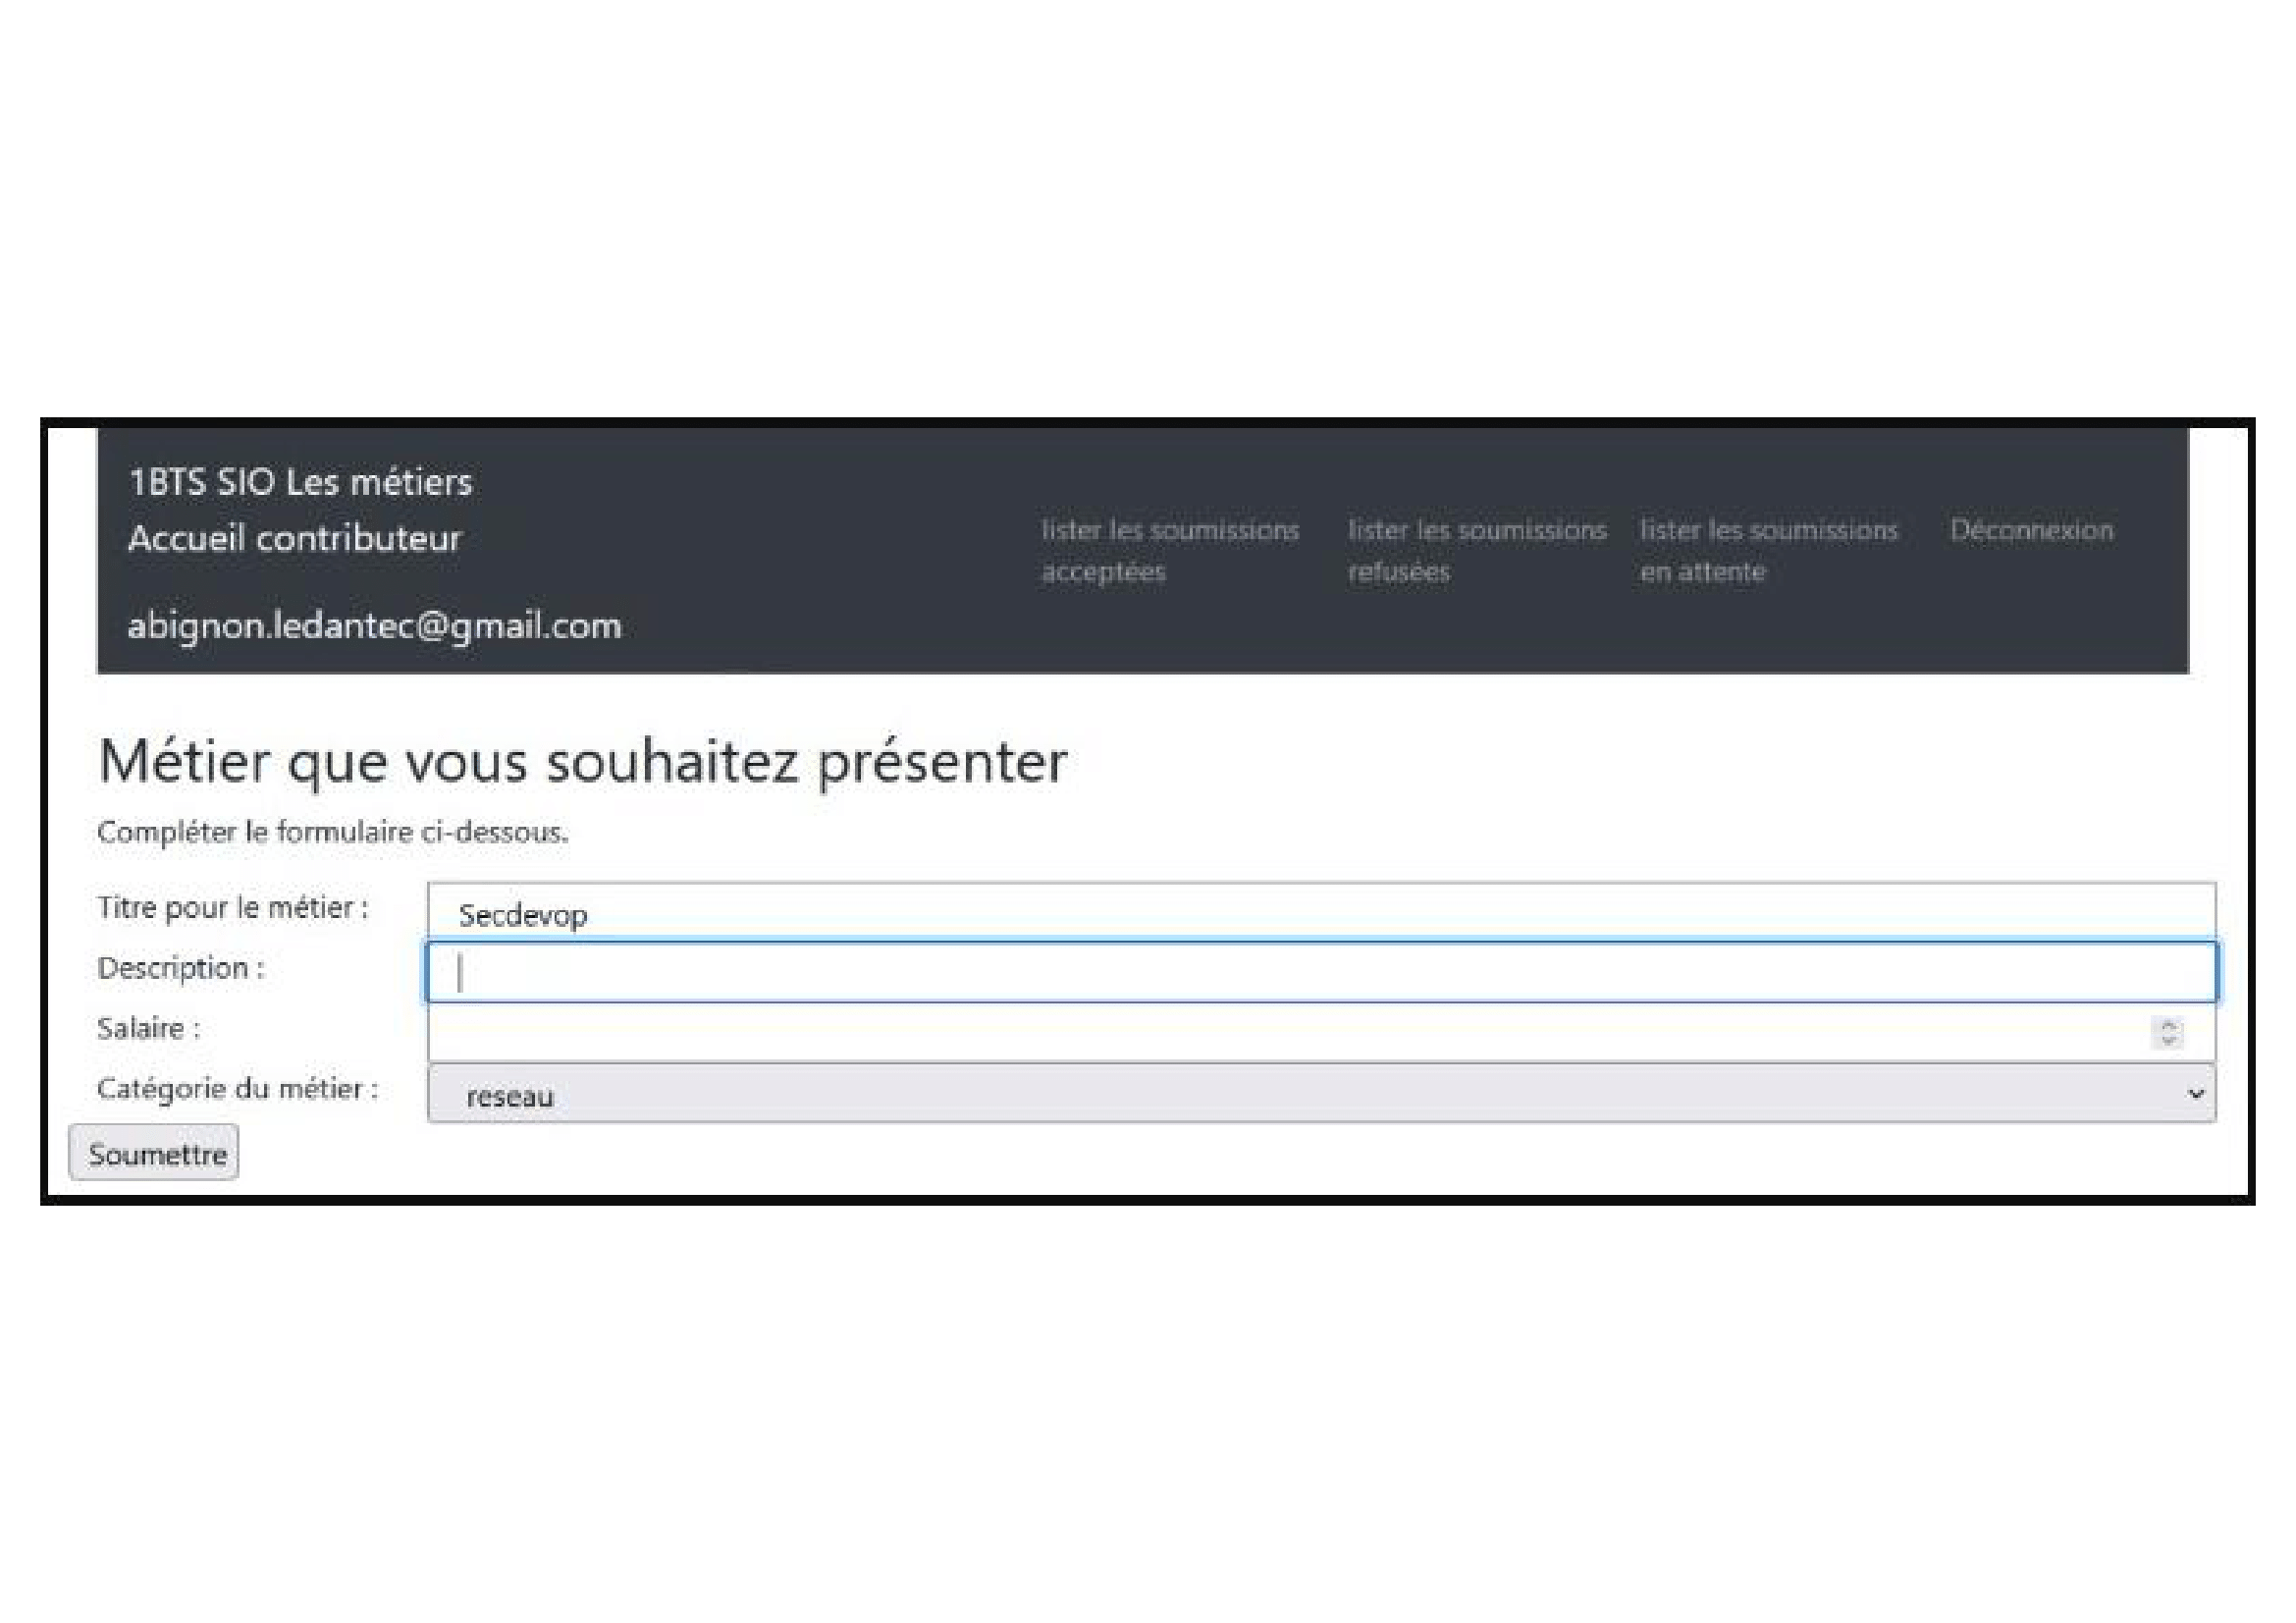 1BTS SIO Les métiers
Accueil contributeur
abignon.ledantec@gmail.com
lister les soumissions
acceptées
lister les soumissions
refusées
lister les soumissions
en attente
Déconnexion
Métier que vous souhaitez présenter
Compléter le formulaire ci-dessous.
Titre pour le métier : Secdevop
Description :
Salaire :
Catégorie du métier : reseau
Soumettre